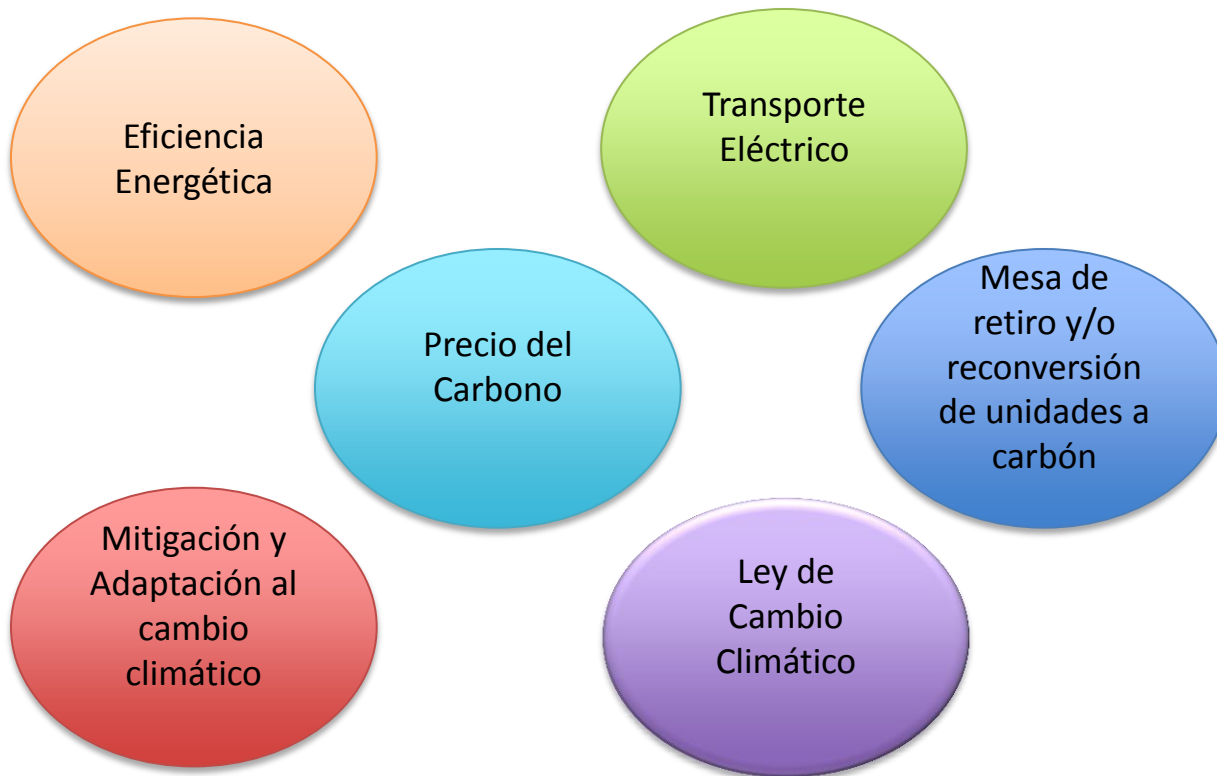 Eficiencia
Energética
Transporte
Eléctrico
Precio del
Carbono
Mesa de
retiro y/o
reconversión
de unidades a
carbón
Mitigación y
Adaptación al
cambio
climático
Ley de
Cambio
Climático